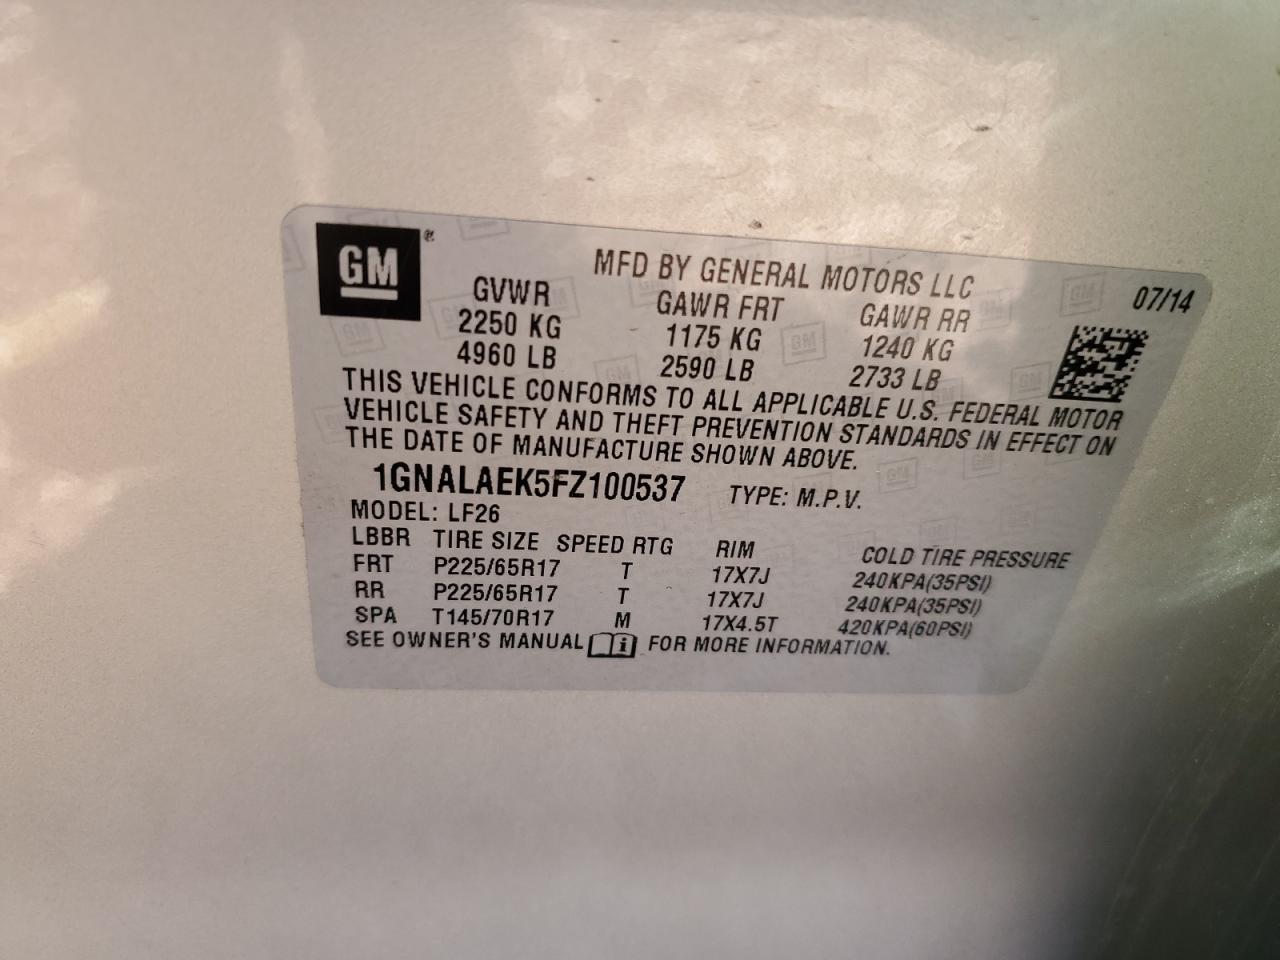 GM ®
MFD BY GENERAL MOTORS LLC
07/14
GVWR GAWR FRT GAWR RR
2250 KG 1175 KG 1240 KG
4960 LB 2590 LB 2733 LB
THIS VEHICLE CONFORMS TO ALL APPLICABLE U.S. FEDERAL MOTOR
VEHICLE SAFETY AND THEFT PREVENTION STANDARDS IN EFFECT ON
THE DATE OF MANUFACTURE SHOWN ABOVE.
1GNALAEK5FZ100537 TYPE: M.P.V.
MODEL: LF26
LBBR TIRE SIZE SPEED RTG RIM COLD TIRE PRESSURE
FRT P225/65R17 T 17X7J 240KPA(35PSI)
RR P225/65R17 T 17X7J 240KPA(35PSI)
SPA T145/70R17 M 17X4.5T 420KPA(60PSI)
SEE OWNER'S MANUAL i FOR MORE INFORMATION.